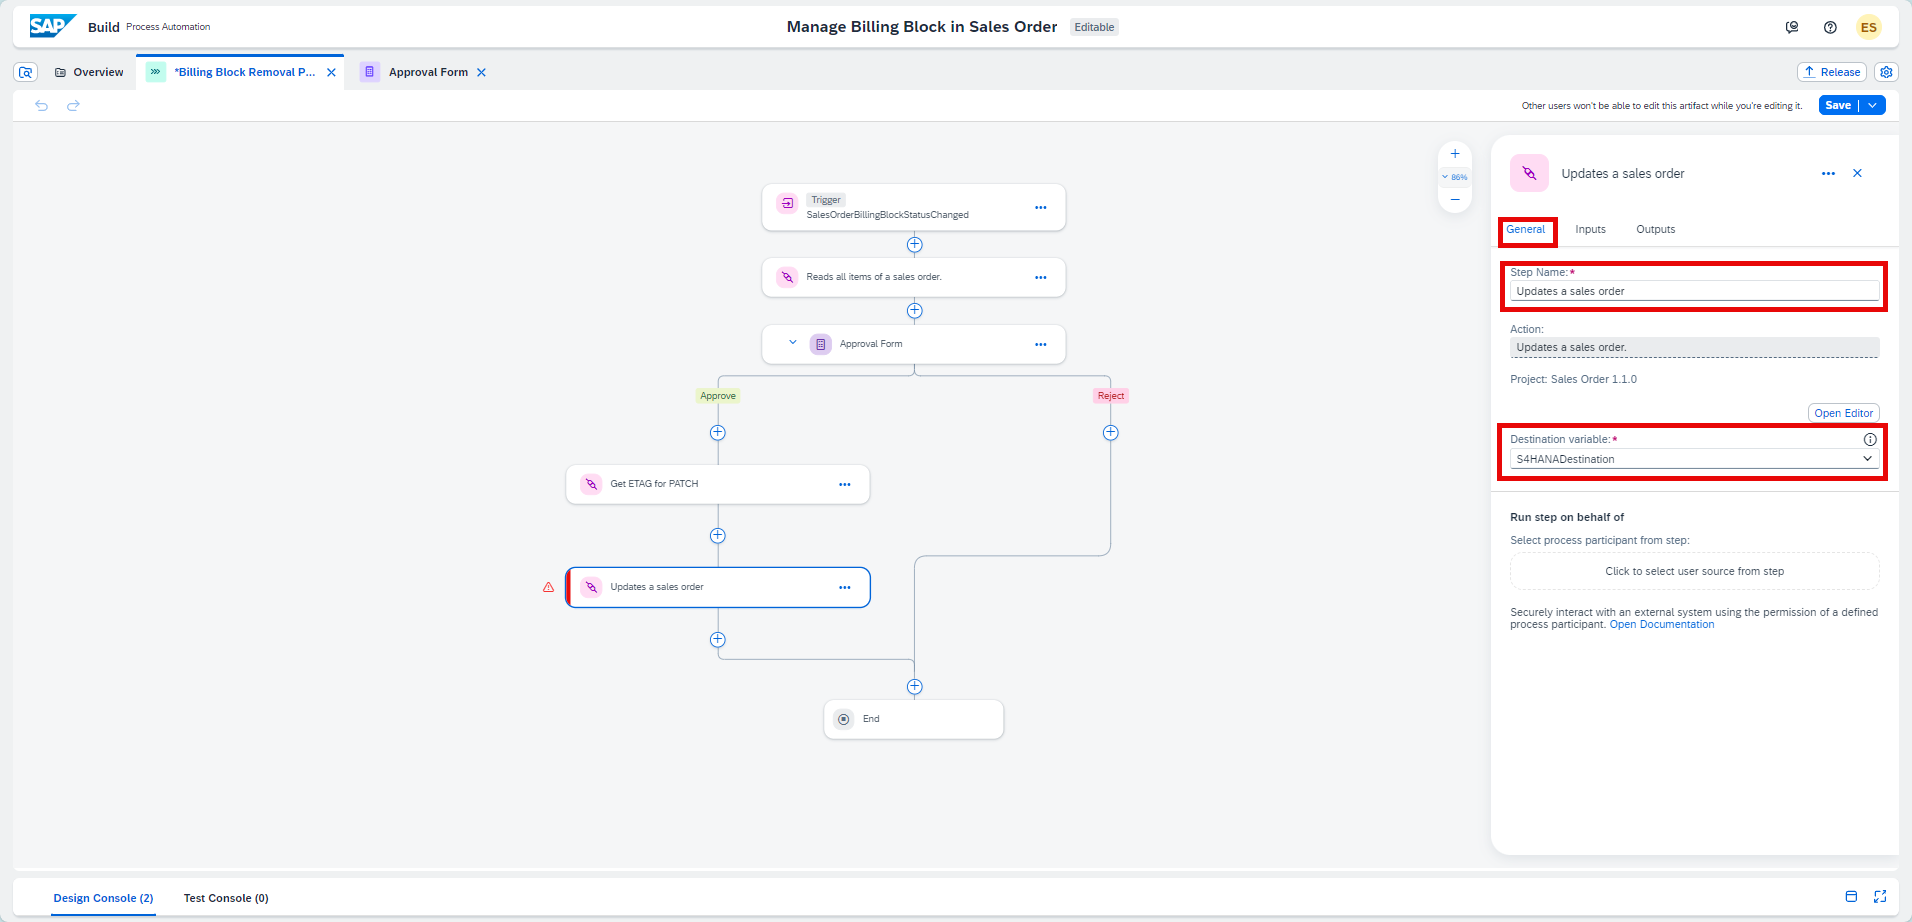 SAP Build Process Automation
Manage Billing Block in Sales Order Editable
ES
Overview
*Billing Block Removal P...
Approval Form
Release
Other users won't be able to edit this artifact while you're editing it.
Save
86%
Trigger
SalesOrderBillingBlockStatusChanged
Reads all items of a sales order.
Approval Form
Approve
Reject
Get ETAG for PATCH
Updates a sales order
End
Updates a sales order
General Inputs Outputs
Step Name:*
Updates a sales order
Action:
Updates a sales order.
Project: Sales Order 1.1.0
Open Editor
Destination variable:*
S4HANADestination
Run step on behalf of
Select process participant from step:
Click to select user source from step
Securely interact with an external system using the permission of a defined
process participant. Open Documentation
Design Console (2) Test Console (0)